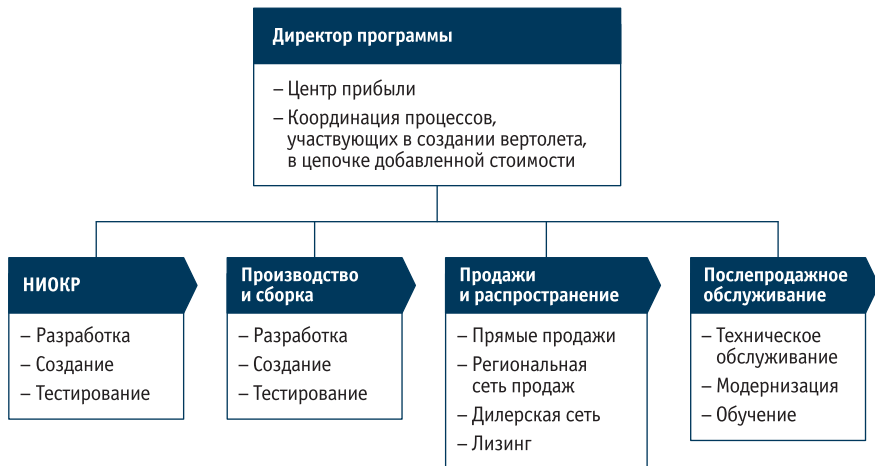 Директор программы
– Центр прибыли
– Координация процессов,
участвующих в создании вертолета,
в цепочке добавленной стоимости
НИОКР
– Разработка
– Создание
– Тестирование
Производство
и сборка
– Разработка
– Создание
– Тестирование
Продажи
и распространение
– Прямые продажи
– Региональная
сеть продаж
– Дилерская сеть
– Лизинг
Послепродажное
обслуживание
– Техническое
обслуживание
– Модернизация
– Обучение